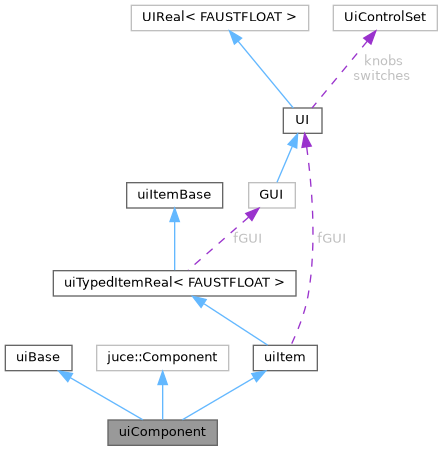 UIReal< FAUSTFLOAT >
UiControlSet
knobs
switches
UI
uiItemBase
GUI
fGUI
fGUI
uiTypedItemReal< FAUSTFLOAT >
uiBase
juce::Component
uiItem
uiComponent